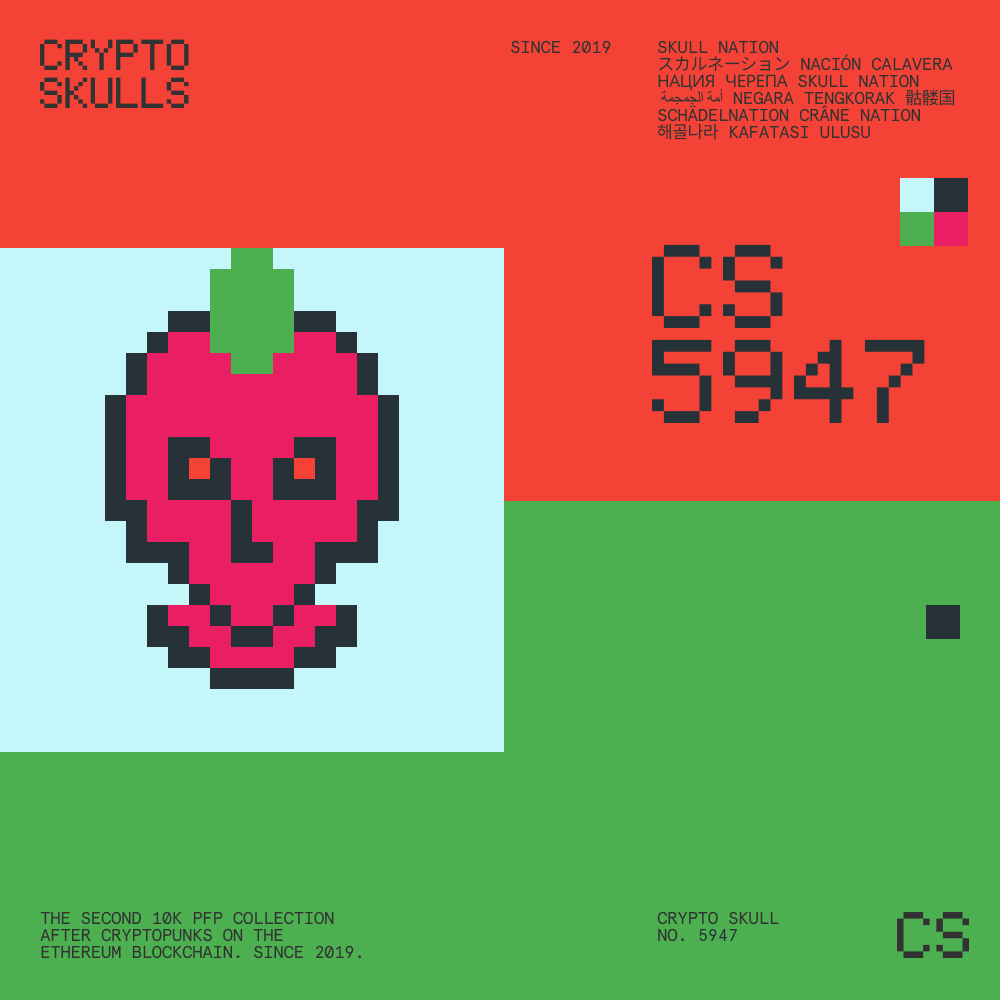 CRYPTO
SKULLS
SINCE 2019
SKULL NATION
スカルネーション NACIÓN CALAVERA
НАЦИЯ ЧЕРЕПА SKULL NATION
أمة الجمجمة NEGARA TENGKORAK 骷髅国
SCHÄDELNATION CRÂNE NATION
해골나라 KAFATASI ULUSU
CS
5947
THE SECOND 10K PFP COLLECTION
AFTER CRYPTOPUNKS ON THE
ETHEREUM BLOCKCHAIN. SINCE 2019.
CRYPTO SKULL
NO. 5947
CS